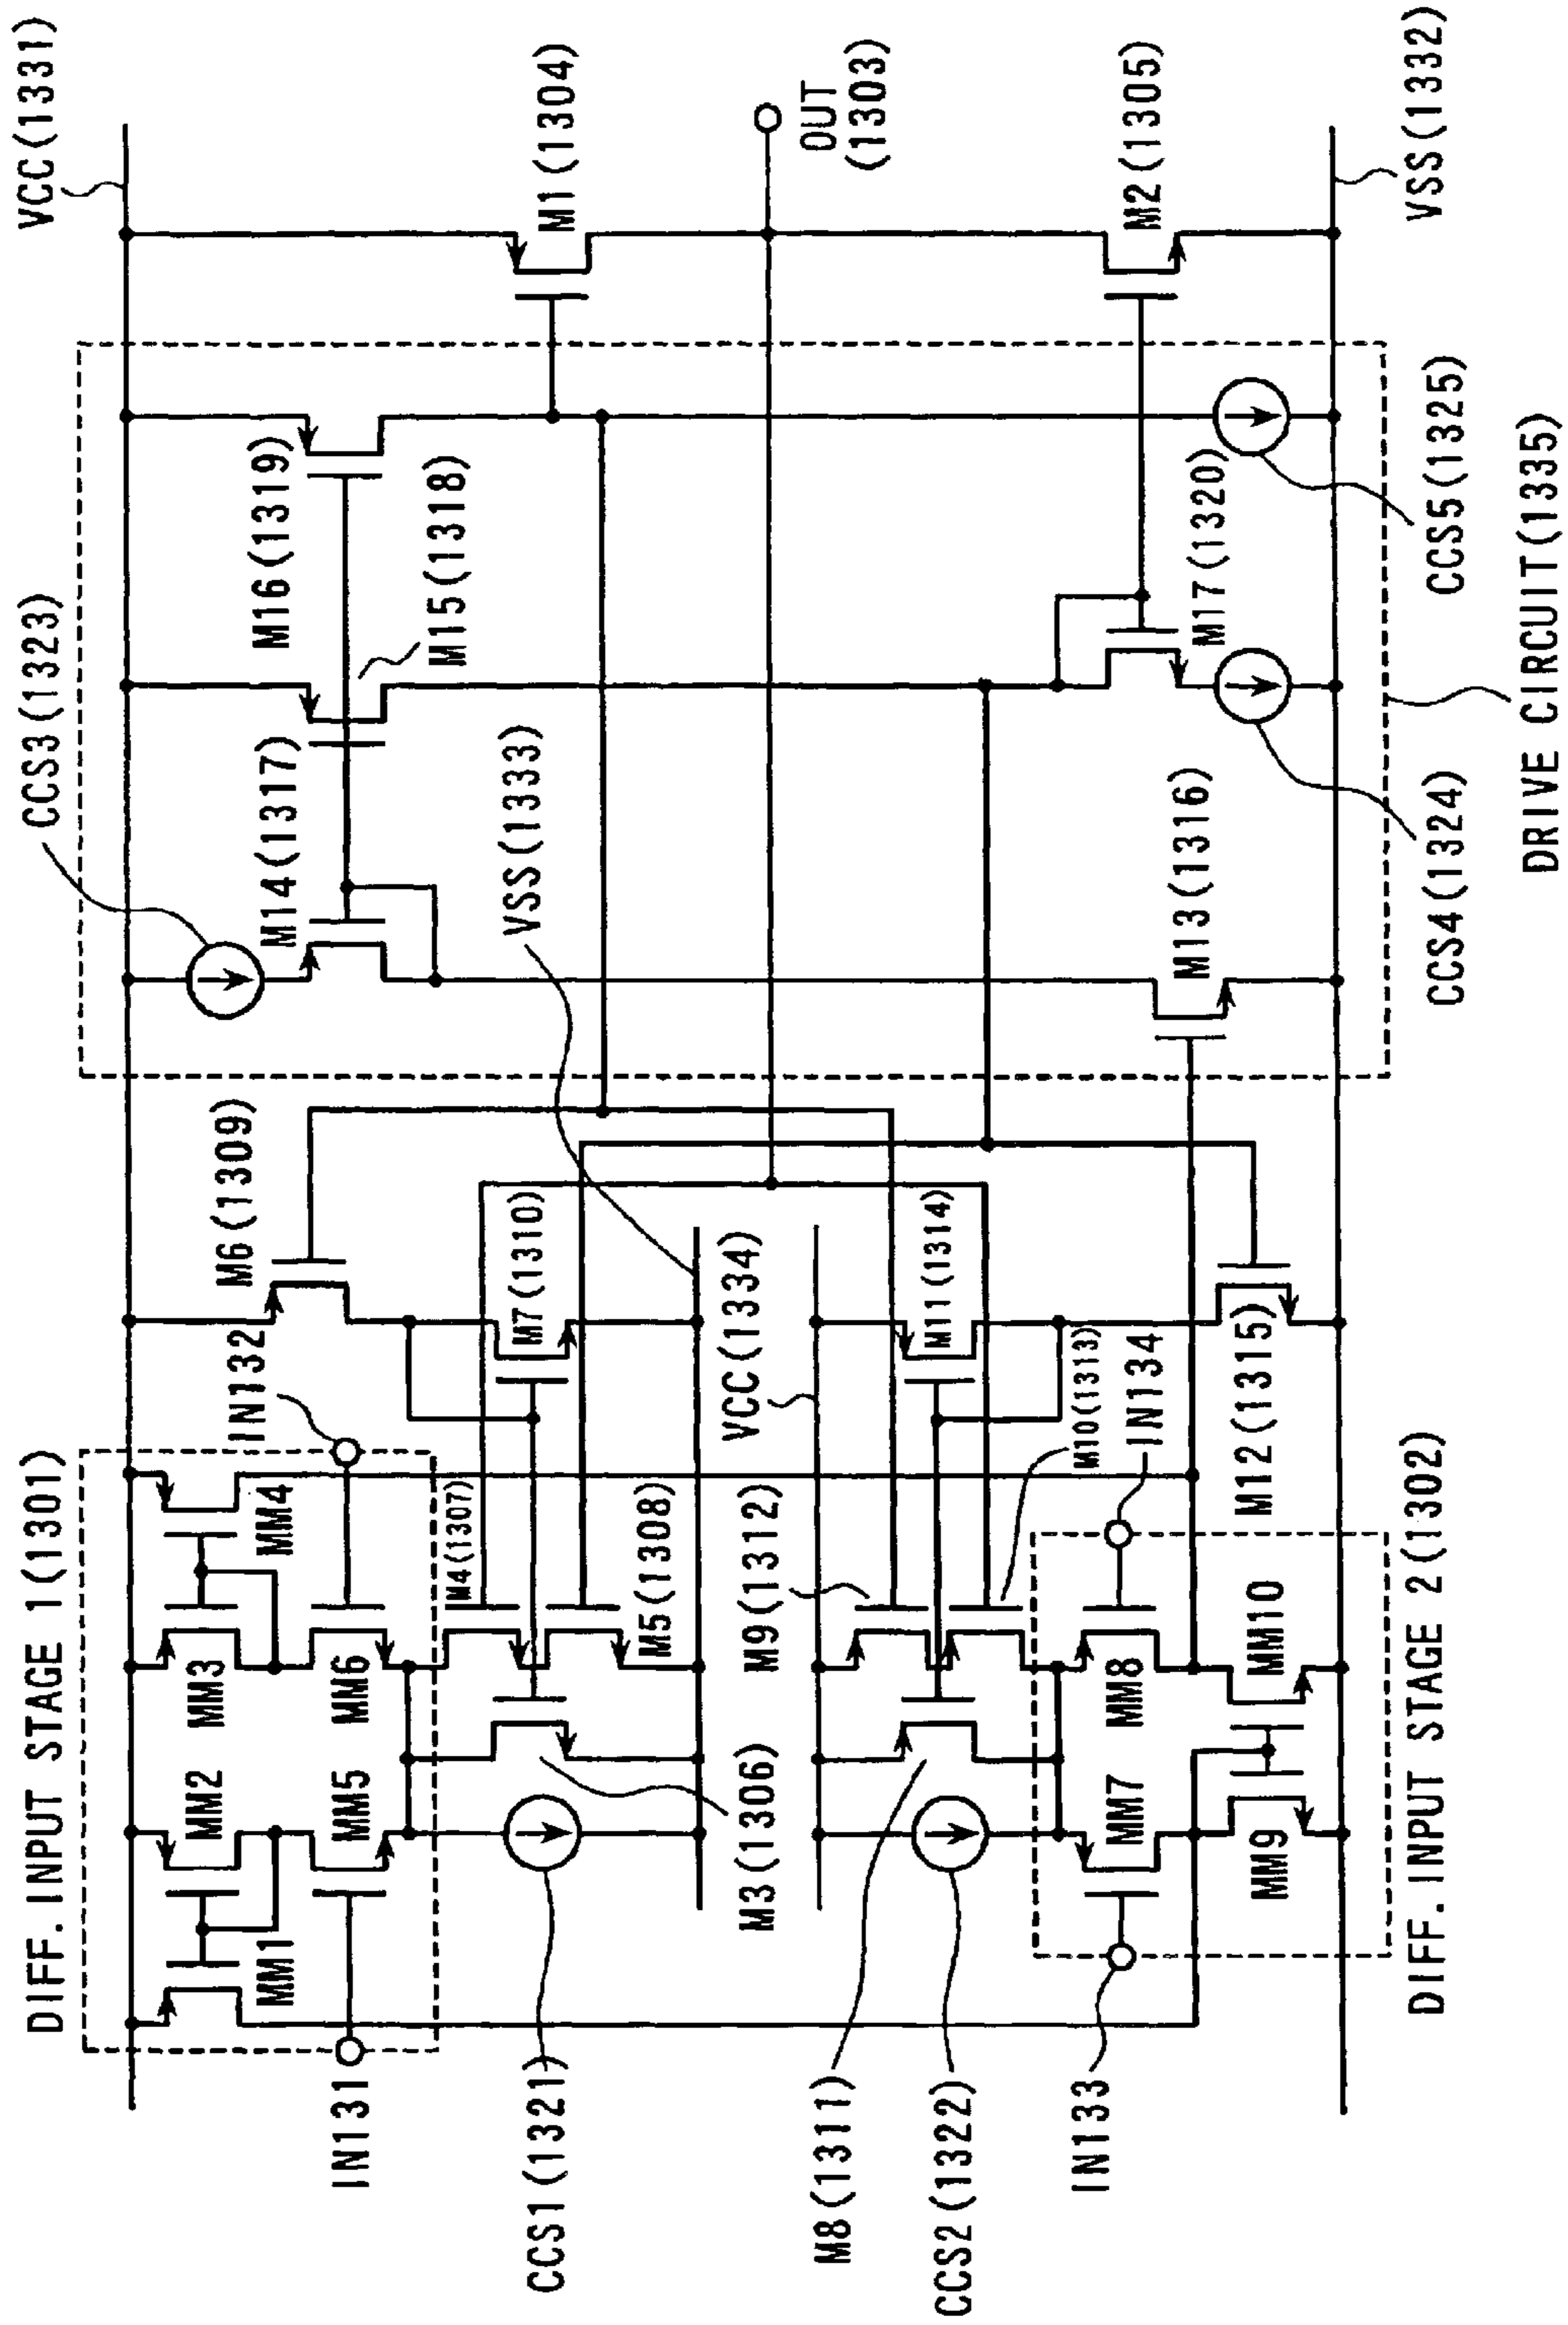 DIFF. INPUT STAGE 1(1301)
IN131
MM1
MM2
MM5
MM3
MM6
MM4
IN132
M6(1309)
CCS1(1321)
M3(1306)
M4(1307)
M5(1308)
M7(1310)
VSS(1333)
VCC(1334)
M8(1311)
CCS2(1322)
M9(1312)
M10(1313)
M11(1314)
IN134
M12(1315)
IN133
MM7
MM8
MM9
MM10
DIFF. INPUT STAGE 2(1302)
CCS3(1323)
M14(1317)
M15(1318)
M16(1319)
M13(1316)
M17(1320)
CCS4(1324)
CCS5(1325)
DRIVE CIRCUIT(1335)
VCC(1331)
M1(1304)
OUT
(1303)
M2(1305)
VSS(1332)